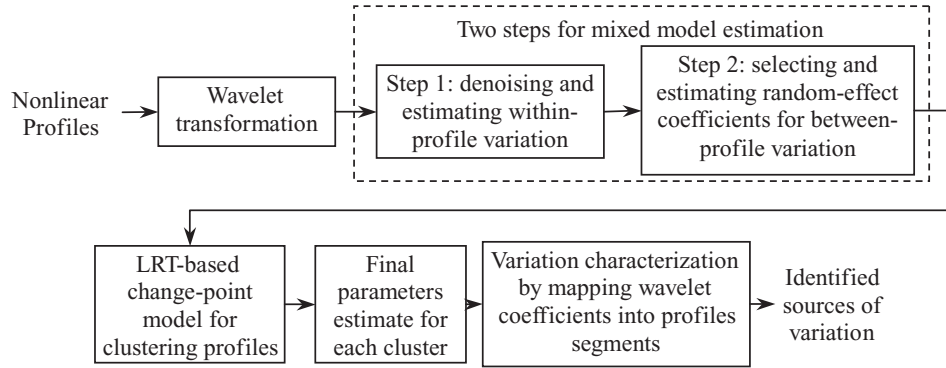 Two steps for mixed model estimation
Nonlinear
Profiles
Wavelet
transformation
Step 1: denoising and
estimating within-
profile variation
Step 2: selecting and
estimating random-effect
coefficients for between-
profile variation
LRT-based
change-point
model for
clustering profiles
Final
parameters
estimate for
each cluster
Variation characterization
by mapping wavelet
coefficients into profiles
segments
Identified
sources of
variation